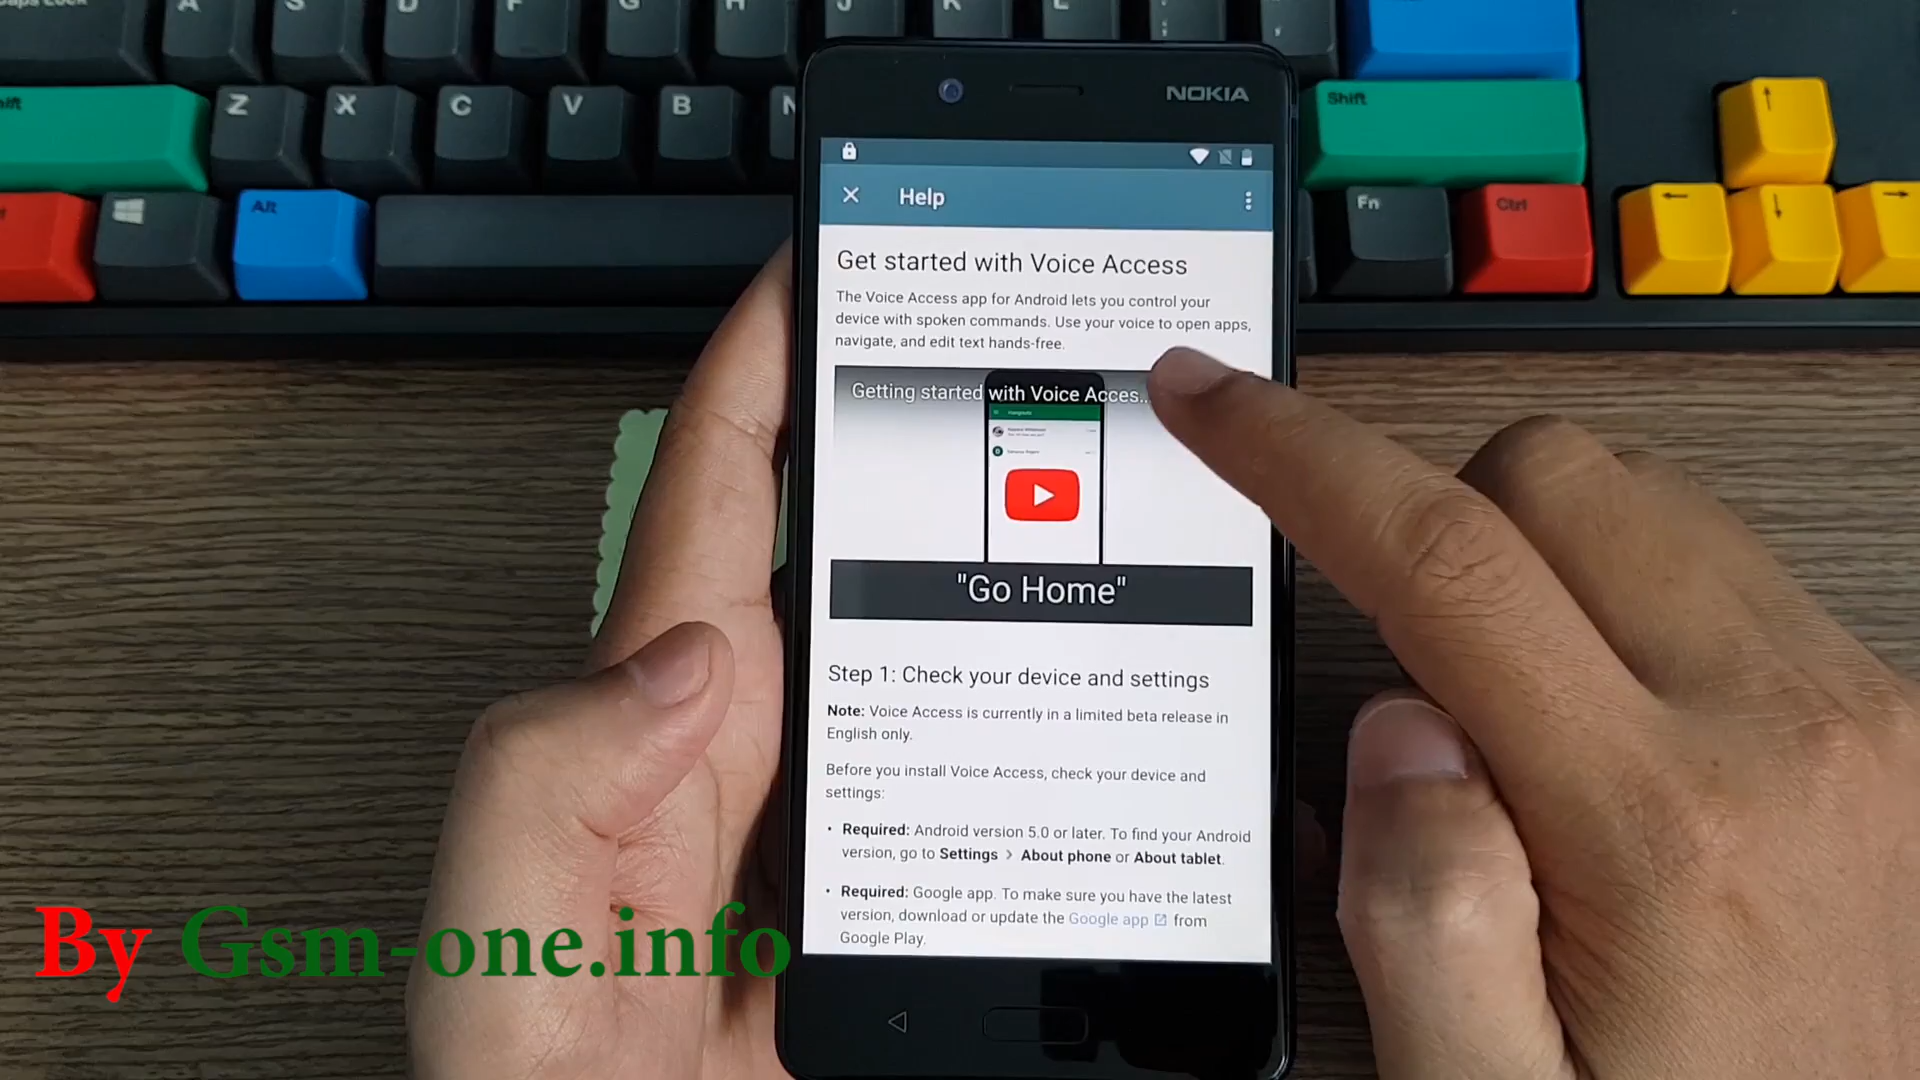 A S D F G H J K L
Shift
Z X C V B N
Alt
Fn
Ctrl
NOKIA
Help
Get started with Voice Access
The Voice Access app for Android lets you control your
device with spoken commands. Use your voice to open apps,
navigate, and edit text hands-free.
Getting started with Voice Acces...
"Go Home"
Step 1: Check your device and settings
Note: Voice Access is currently in a limited beta release in
English only.
Before you install Voice Access, check your device and
settings:
• Required: Android version 5.0 or later. To find your Android
version, go to Settings > About phone or About tablet.
• Required: Google app. To make sure you have the latest
version, download or update the Google app from
Google Play.
By Gsm-one.info